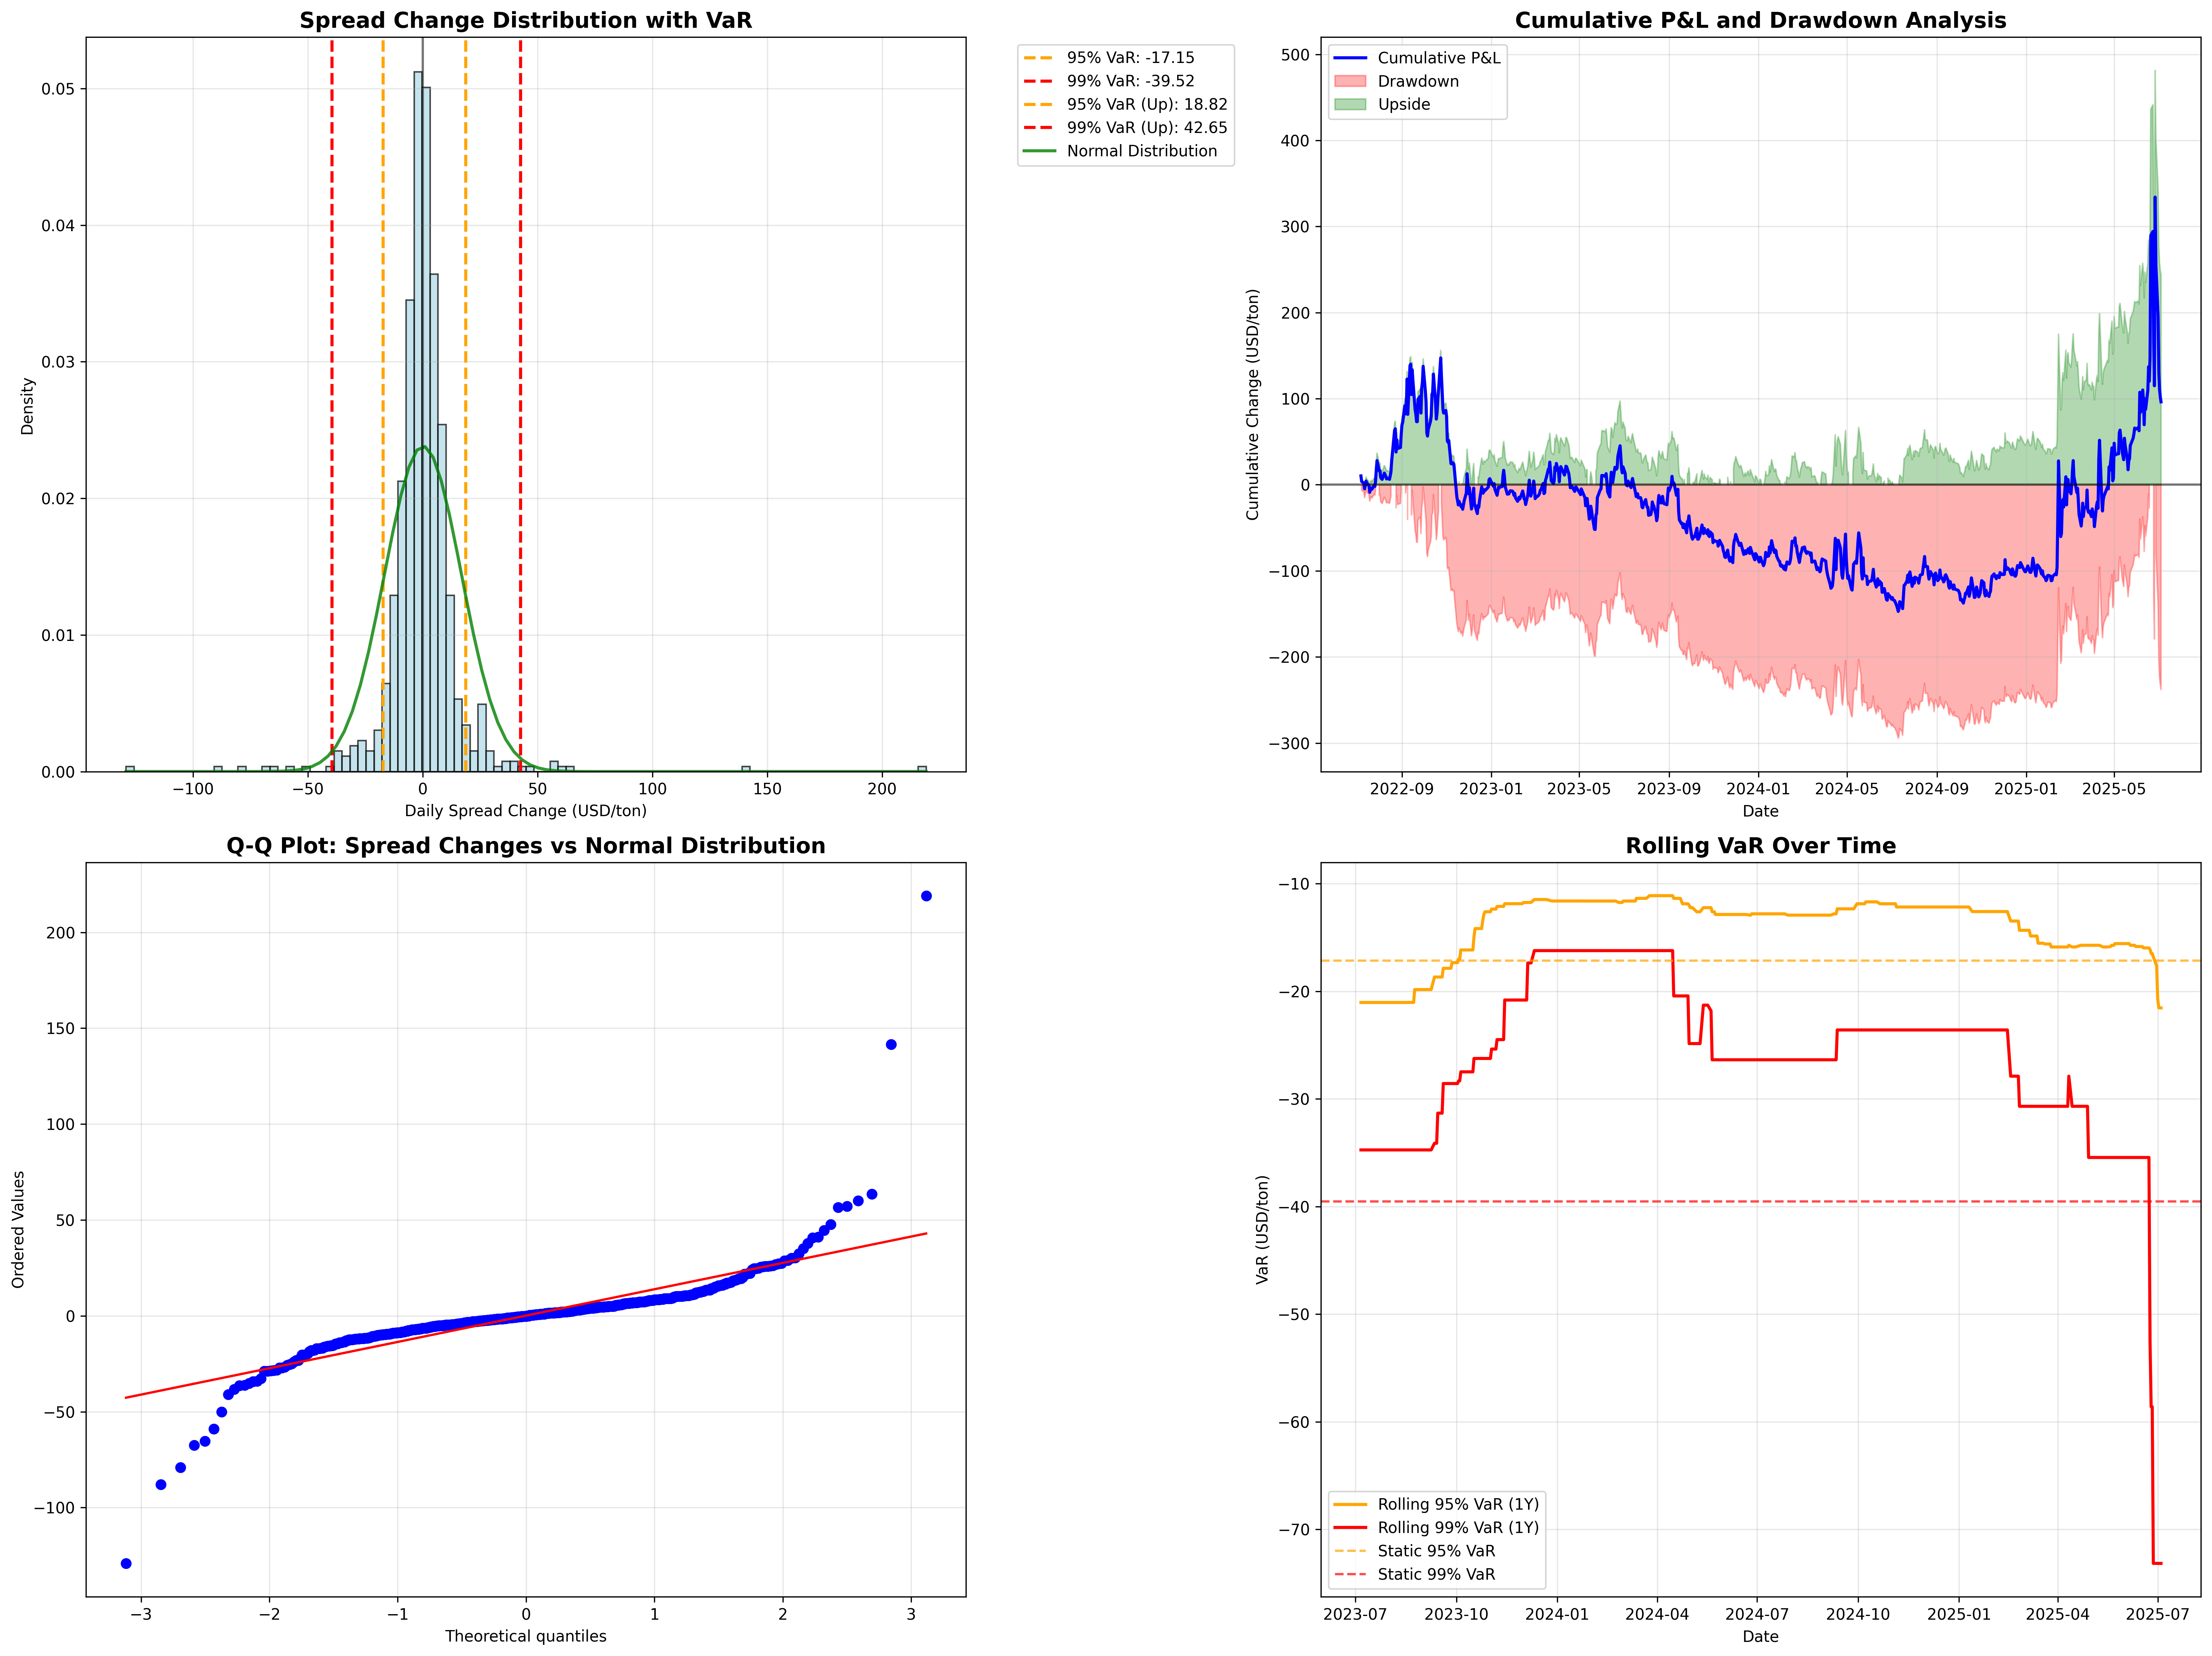 Spread Change Distribution with VaR
0.05
0.04
0.03
0.02
0.01
0.00
Density
−100 −50 0 50 100 150 200
Daily Spread Change (USD/ton)
95% VaR: -17.15
99% VaR: -39.52
95% VaR (Up): 18.82
99% VaR (Up): 42.65
Normal Distribution
Cumulative P&L and Drawdown Analysis
Cumulative P&L
Drawdown
Upside
500
400
300
200
100
0
−100
−200
−300
Cumulative Change (USD/ton)
2022-09 2023-01 2023-05 2023-09 2024-01 2024-05 2024-09 2025-01 2025-05
Date
Q-Q Plot: Spread Changes vs Normal Distribution
200
150
100
50
0
−50
−100
Ordered Values
−3 −2 −1 0 1 2 3
Theoretical quantiles
Rolling VaR Over Time
−10
−20
−30
−40
−50
−60
−70
VaR (USD/ton)
Rolling 95% VaR (1Y)
Rolling 99% VaR (1Y)
Static 95% VaR
Static 99% VaR
2023-07 2023-10 2024-01 2024-04 2024-07 2024-10 2025-01 2025-04 2025-07
Date